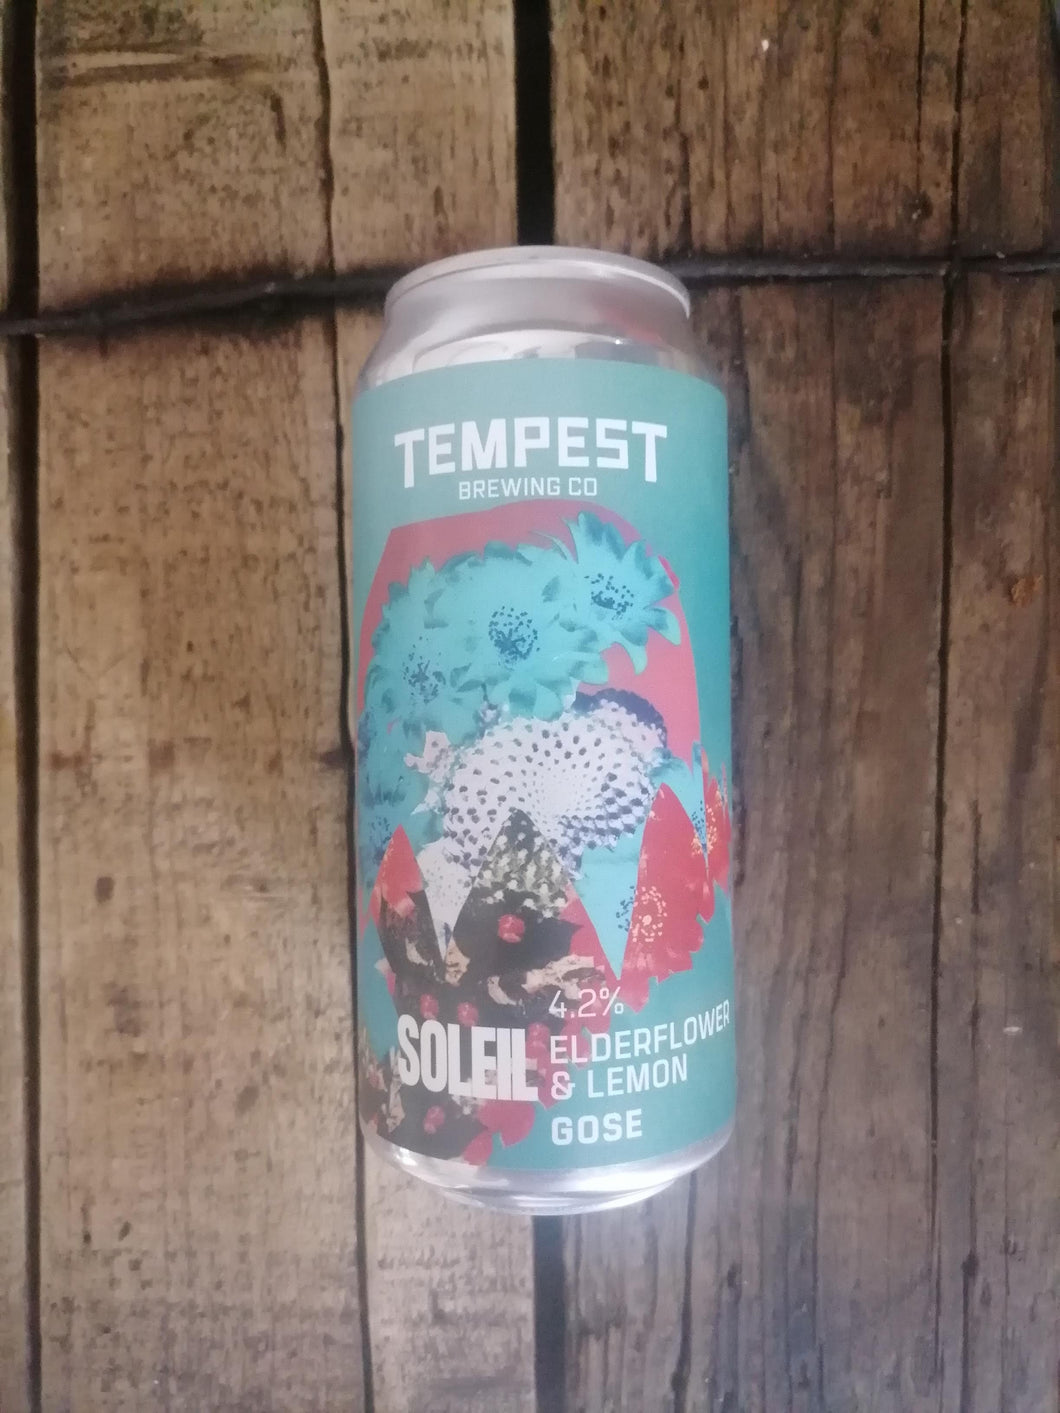 TEMPEST
BREWING CO
4.2%
SOLEIL
ELDERFLOWER
& LEMON
GOSE